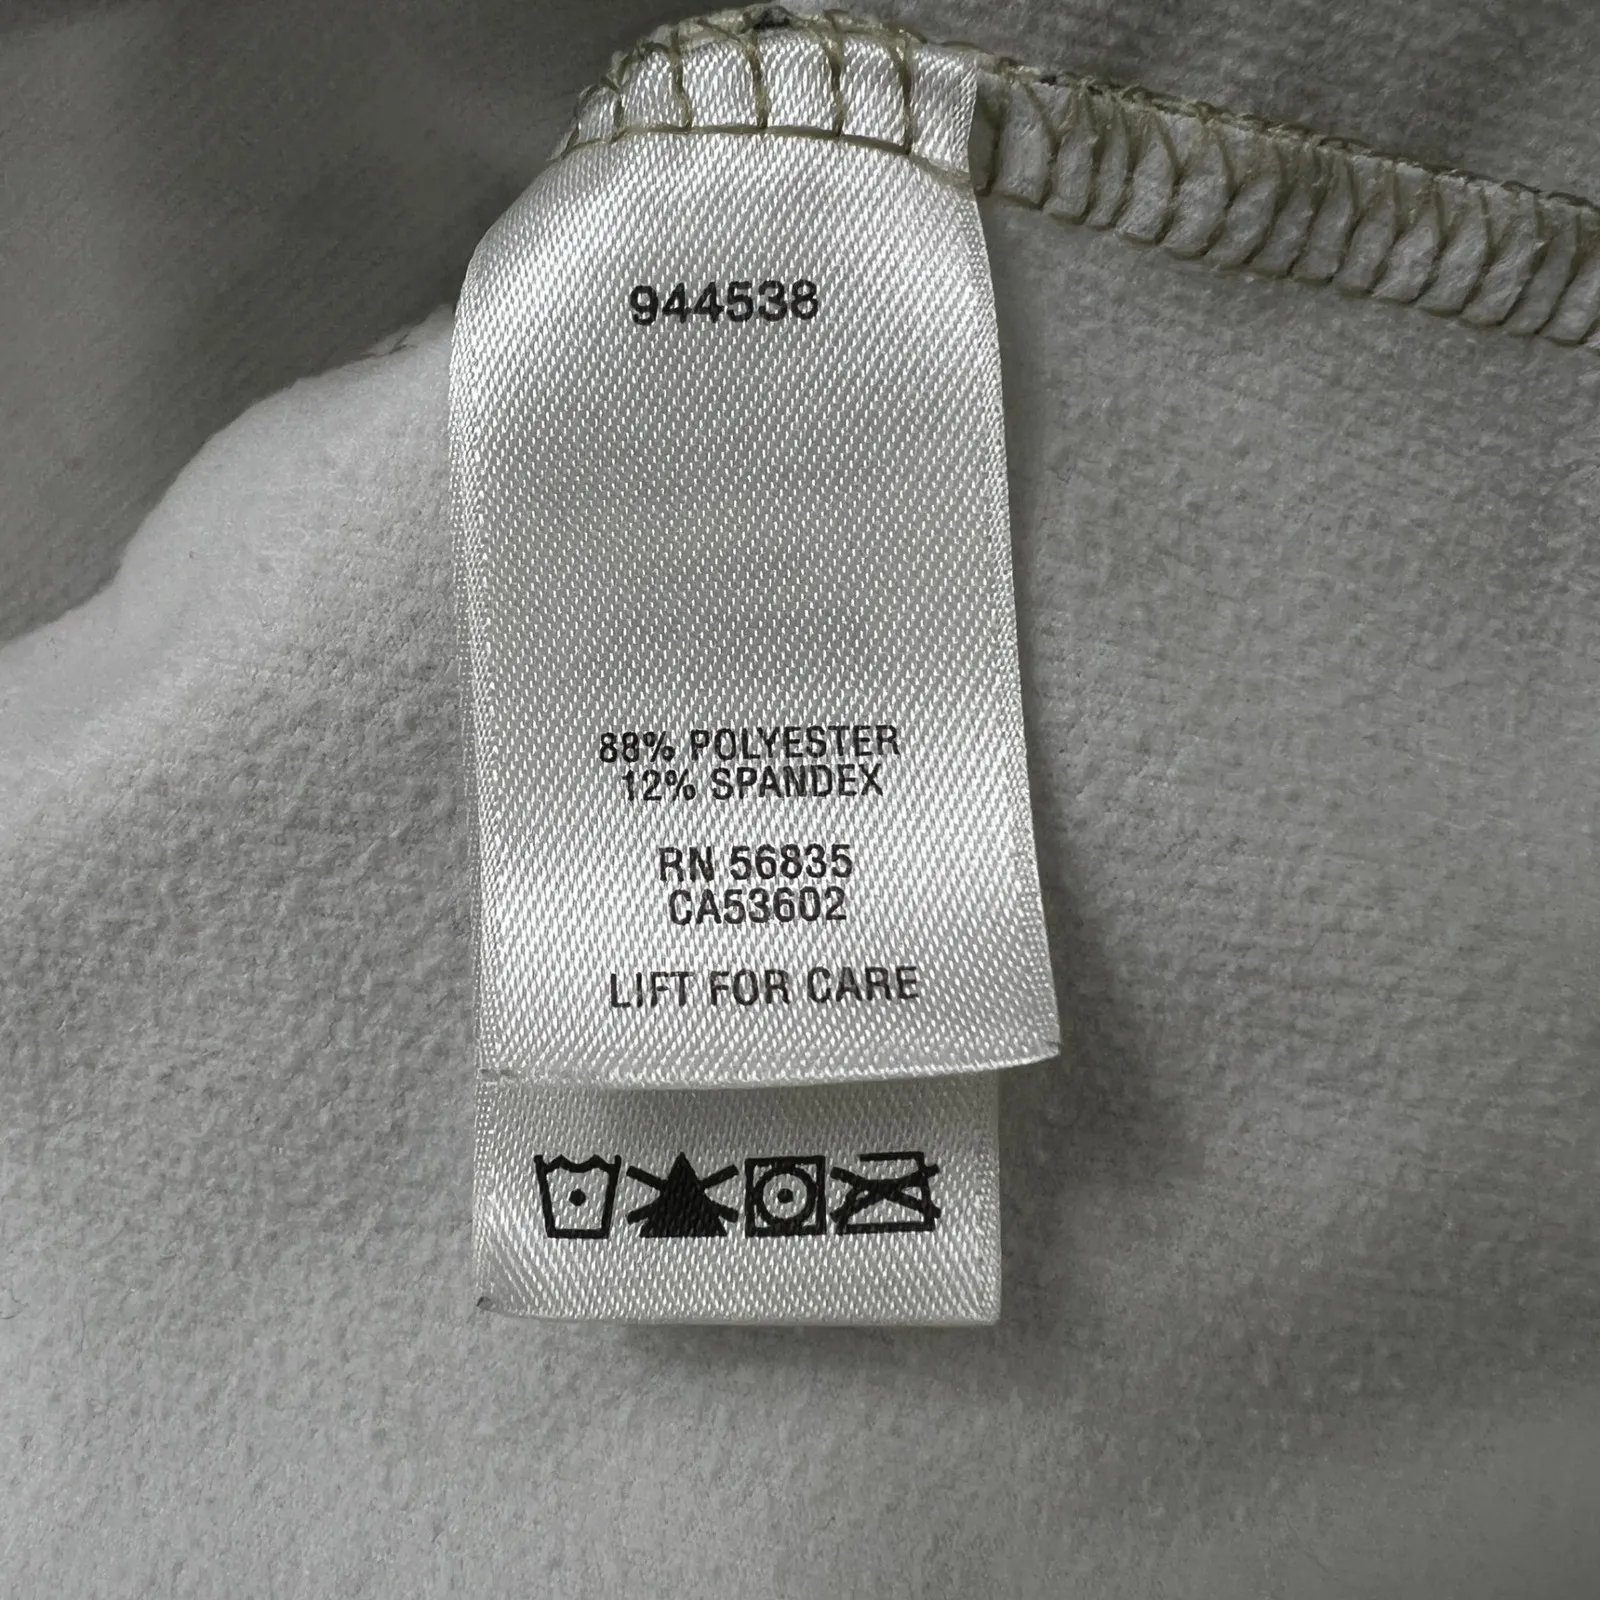 944538
88% POLYESTER
12% SPANDEX
RN 56835
CA53602
LIFT FOR CARE